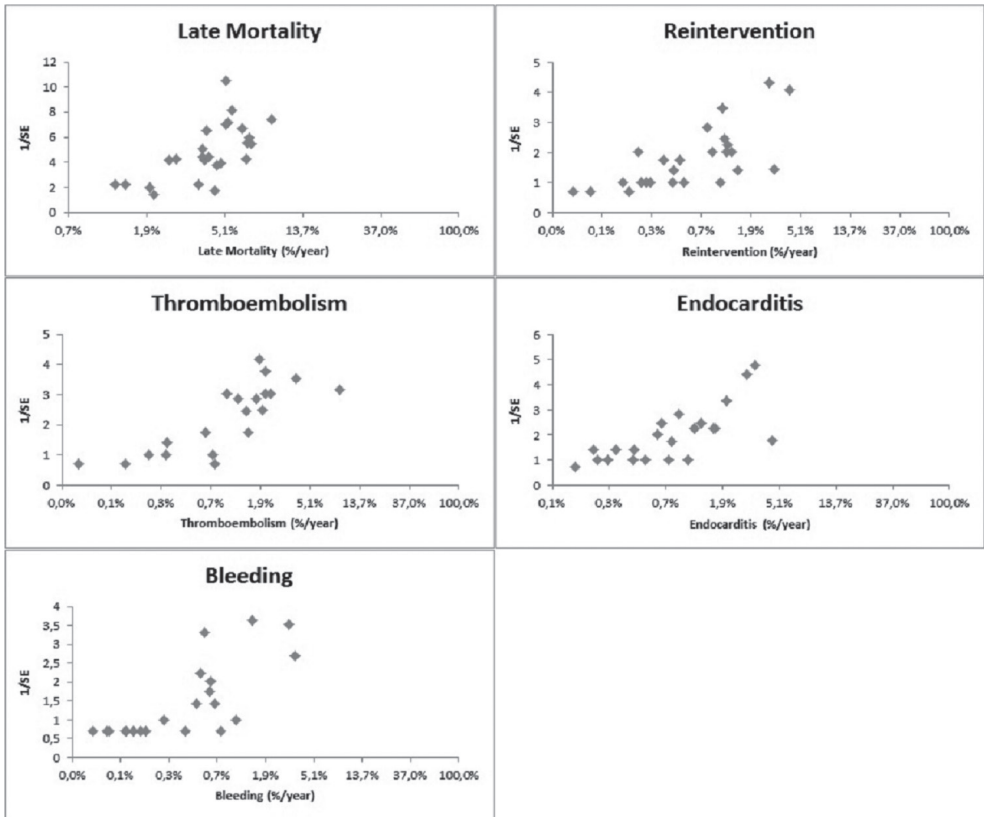 Late Mortality
12
10
8
6
4
2
0
1/SE
0,7% 1,9% 5,1% 13,7% 37,0% 100,0%
Late Mortality (%/year)
Reintervention
5
4
3
2
1
0
1/SE
0,0% 0,1% 0,3% 0,7% 1,9% 5,1% 13,7% 37,0% 100,0%
Reintervention (%/year)
Thromboembolism
5
4
3
2
1
0
1/SE
0,0% 0,1% 0,3% 0,7% 1,9% 5,1% 13,7% 37,0% 100,0%
Thromboembolism (%/year)
Endocarditis
6
5
4
3
2
1
0
1/SE
0,1% 0,3% 0,7% 1,9% 5,1% 13,7% 37,0% 100,0%
Endocarditis (%/year)
Bleeding
4
3,5
3
2,5
2
1,5
1
0,5
0
1/SE
0,0% 0,1% 0,3% 0,7% 1,9% 5,1% 13,7% 37,0% 100,0%
Bleeding (%/year)